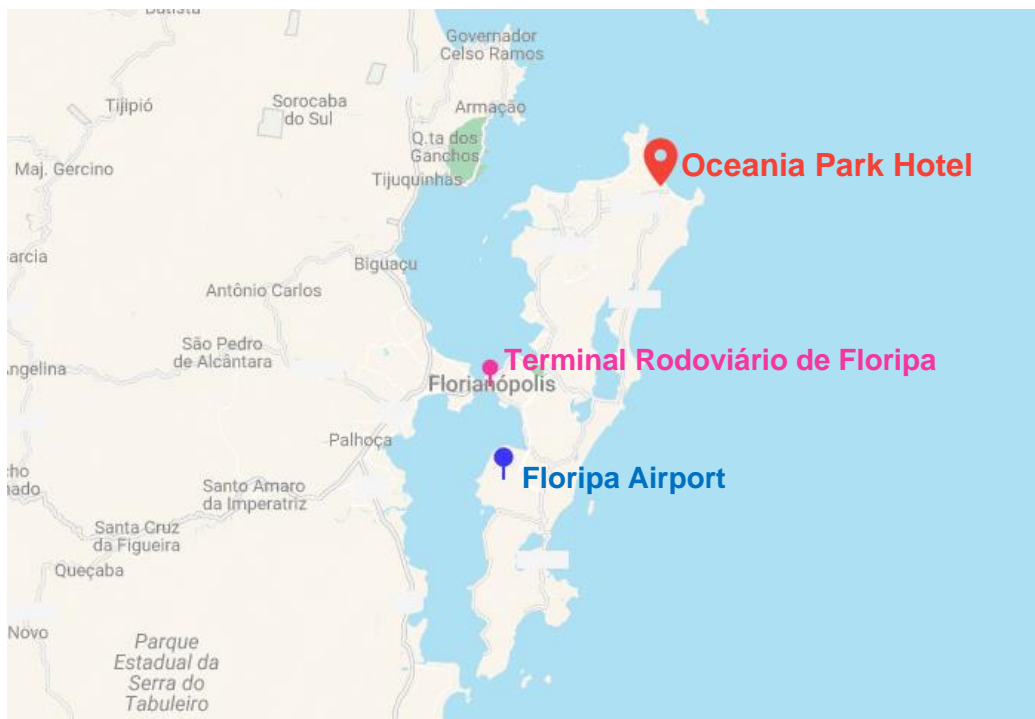 Governador
Celso Ramos
Tijipió
Sorocaba
do Sul
Armação
Q.ta dos
Ganchos
Maj. Gercino
Tijuquinhas
Oceania Park Hotel
Biguaçu
Antônio Carlos
São Pedro
de Alcântara
Angelina
Terminal Rodoviário de Floripa
Florianópolis
Palhoça
Floripa Airport
Santo Amaro
da Imperatriz
Santa Cruz
da Figueira
Queçaba
Novo
Parque
Estadual da
Serra do
Tabuleiro